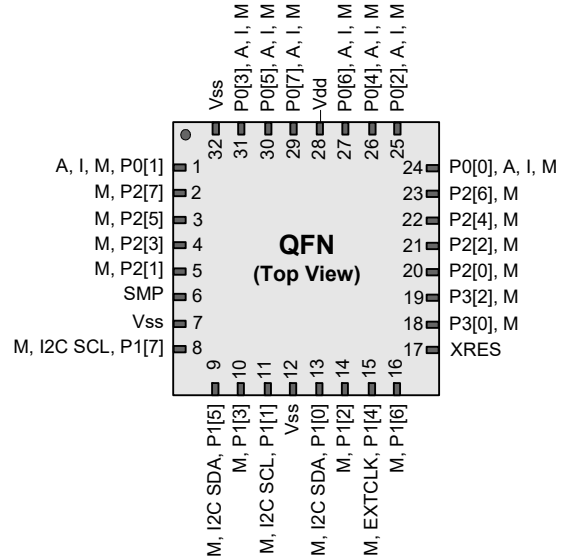 Vss
P0[3], A, I, M
P0[5], A, I, M
P0[7], A, I, M
Vdd
P0[6], A, I, M
P0[4], A, I, M
P0[2], A, I, M
32
31
30
29
28
27
26
25
A, I, M, P0[1] 1
M, P2[7] 2
M, P2[5] 3
M, P2[3] 4
M, P2[1] 5
SMP 6
Vss 7
M, I2C SCL, P1[7] 8
QFN
(Top View)
24 P0[0], A, I, M
23 P2[6], M
22 P2[4], M
21 P2[2], M
20 P2[0], M
19 P3[2], M
18 P3[0], M
17 XRES
9
10
11
12
13
14
15
16
M, I2C SDA, P1[5]
M, P1[3]
M, I2C SCL, P1[1]
Vss
M, I2C SDA, P1[0]
M, P1[2]
M, EXTCLK, P1[4]
M, P1[6]